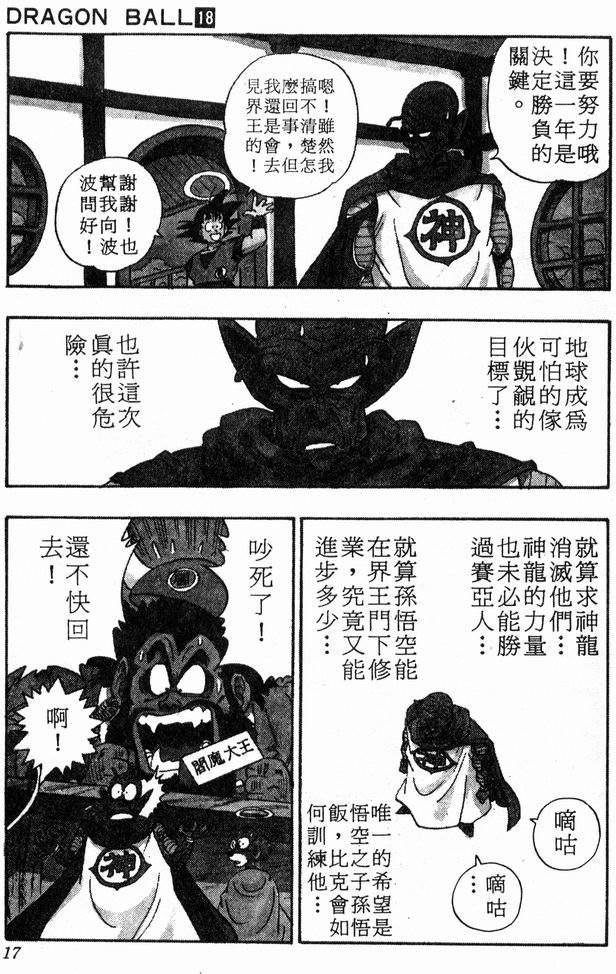 DRAGON BALL 18
你要努力哦
！這一年是
決定勝負的
關鍵。
神
嗯！雖然我
搞不清楚怎
麼回事，但
我還是會去
見界王的！
謝謝！也
幫我向波
波問好！
地球成爲
可怕的傢
伙覬覦的
目標了…
也許這次
眞的很危
險…
就算求神龍
消滅他們…
神龍的力量
也未必能勝
過賽亞人…
就算孫悟空能
在界王門下修
業，究竟又能
進步多少…
神
嘀咕
嘀咕
…
唯一的希望是
悟空之子孫悟
飯，比克會如
何訓練他…
吵死了！
還不快回
去！
閻魔大王
啊！
神
17